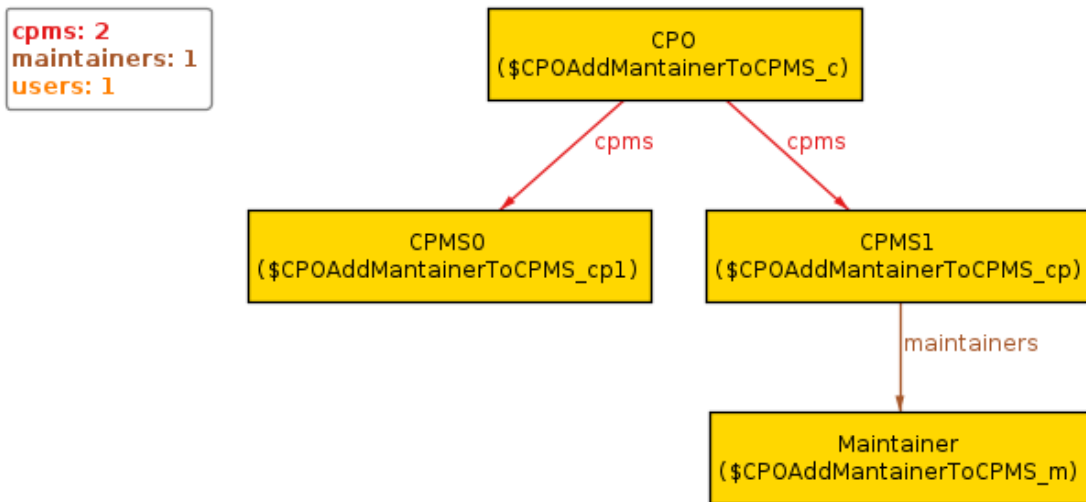 cpms: 2
maintainers: 1
users: 1
CPO
($CPOAddMantainerToCPMS_c)
cpms
cpms
CPMS0
($CPOAddMantainerToCPMS_cp1)
CPMS1
($CPOAddMantainerToCPMS_cp)
maintainers
Maintainer
($CPOAddMantainerToCPMS_m)